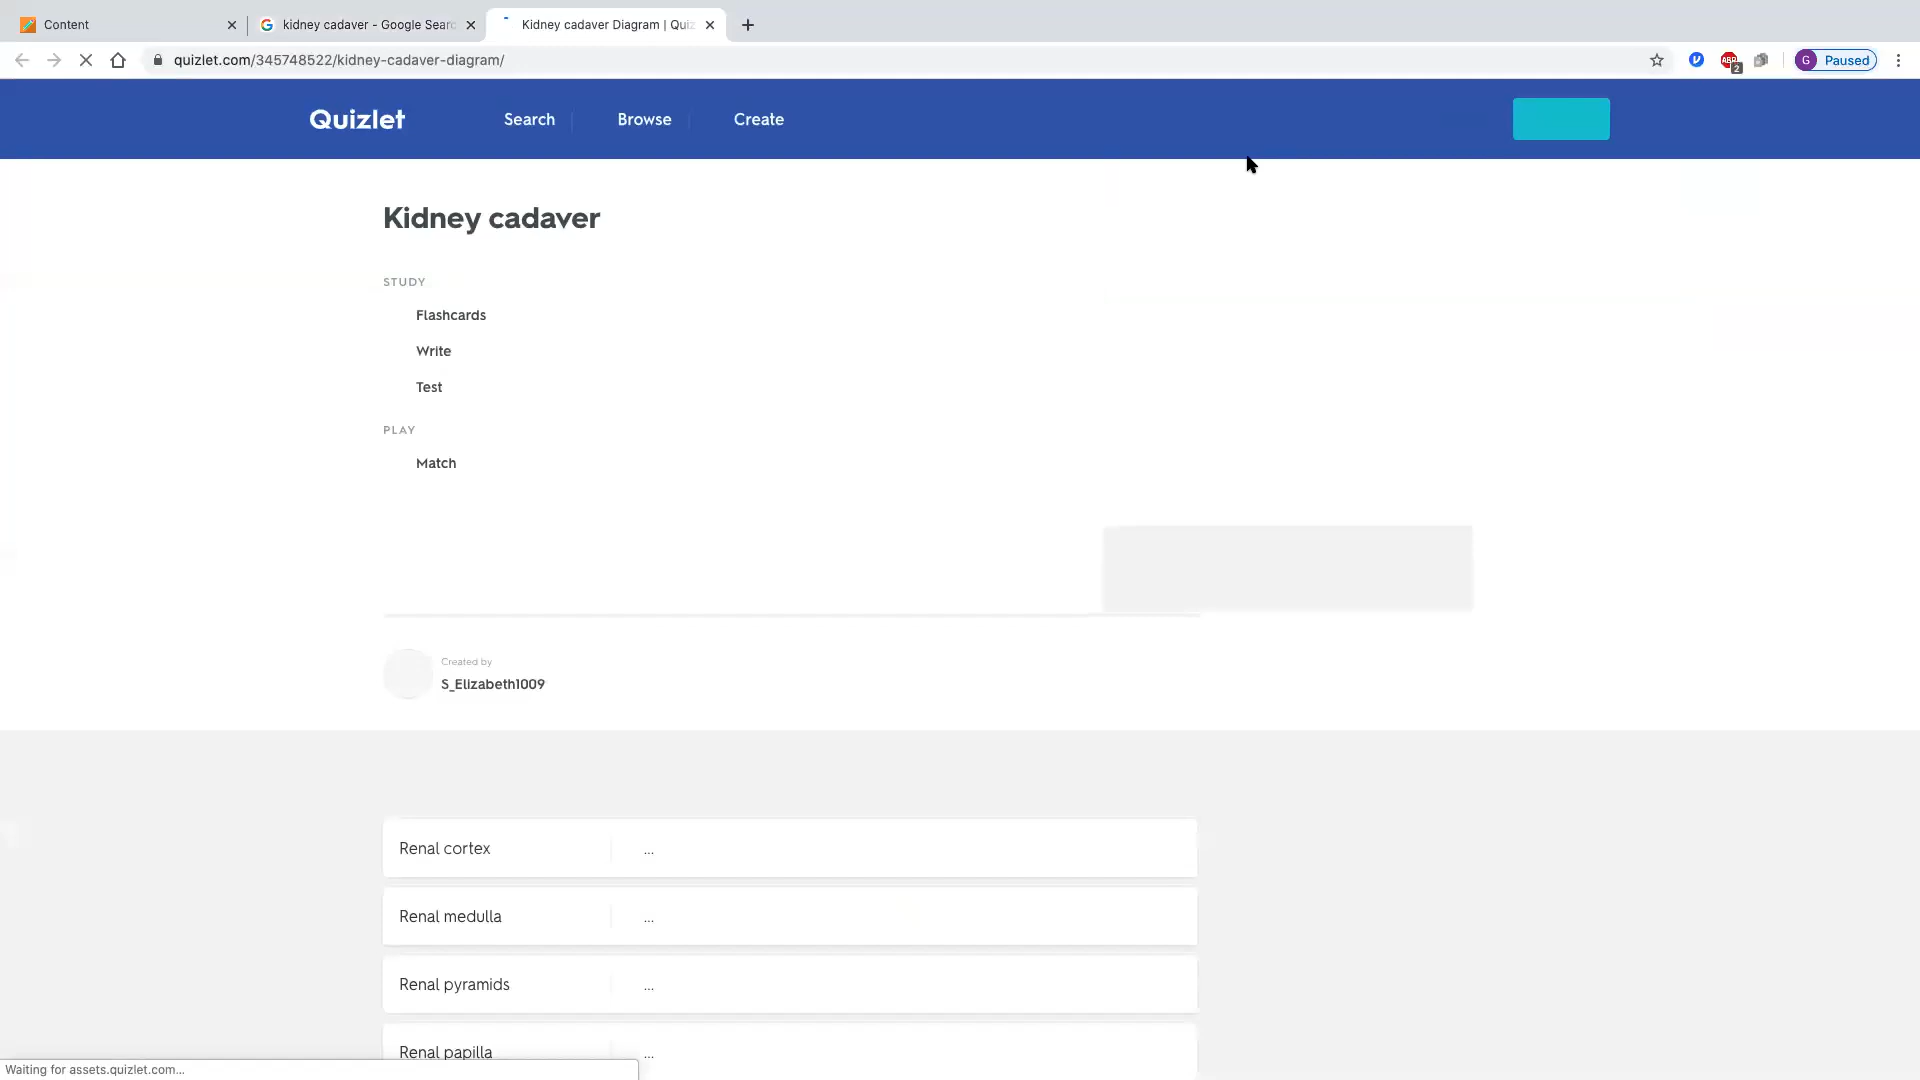 Content
kidney cadaver - Google Searc
Kidney cadaver Diagram | Quiz
quizlet.com/345748522/kidney-cadaver-diagram/
ABP
2
G
Paused
Quizlet
Search
Browse
Create
Kidney cadaver
STUDY
Flashcards
Write
Test
PLAY
Match
Created by
S_Elizabeth1009
Renal cortex
...
Renal medulla
...
Renal pyramids
...
Renal papilla
...
Waiting for assets.quizlet.com...